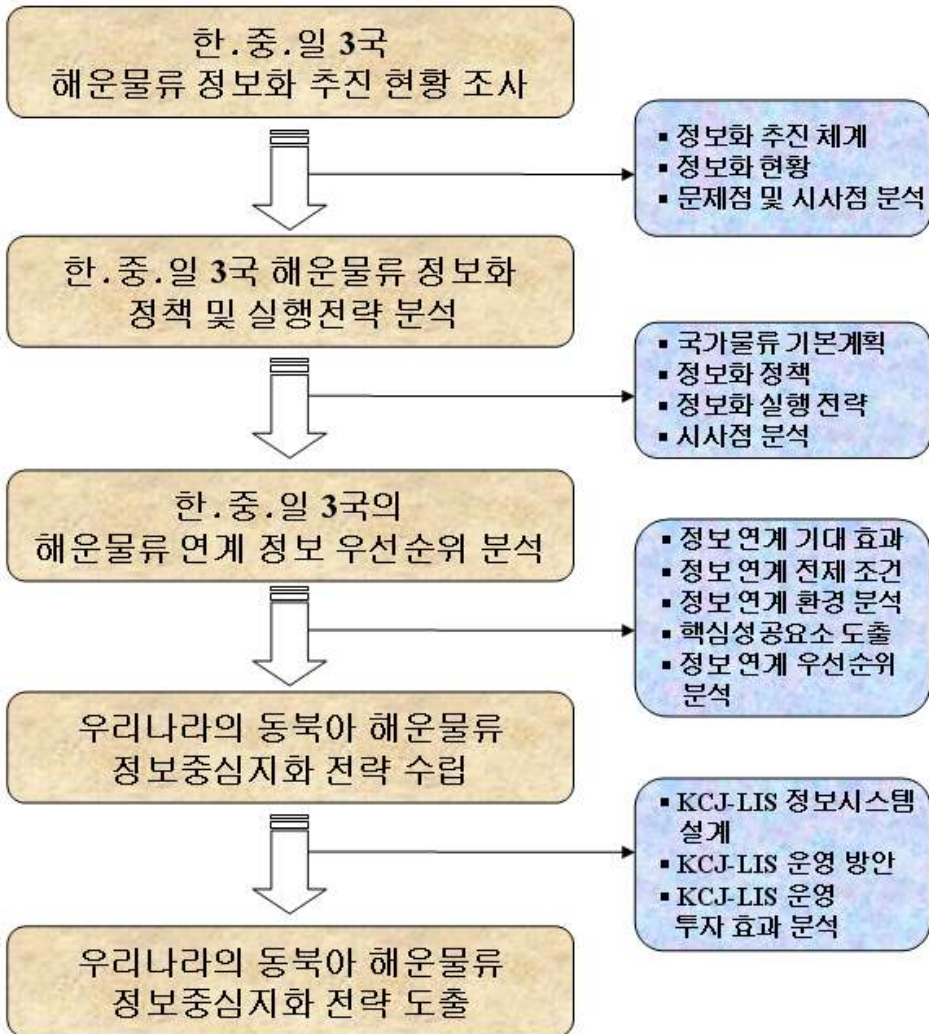 한.중.일 3국
해운물류 정보화 추진 현황 조사
▪ 정보화 추진 체계
▪ 정보화 현황
▪ 문제점 및 시사점 분석
한.중.일 3국 해운물류 정보화
정책 및 실행전략 분석
▪ 국가물류 기본계획
▪ 정보화 정책
▪ 정보화 실행 전략
▪ 시사점 분석
한.중.일 3국의
해운물류 연계 정보 우선순위 분석
▪ 정보 연계 기대 효과
▪ 정보 연계 전제 조건
▪ 정보 연계 환경 분석
▪ 핵심성공요소 도출
▪ 정보 연계 우선순위
분석
우리나라의 동북아 해운물류
정보중심지화 전략 수립
▪ KCJ-LIS 정보시스템
설계
▪ KCJ-LIS 운영 방안
▪ KCJ-LIS 운영
투자 효과 분석
우리나라의 동북아 해운물류
정보중심지화 전략 도출